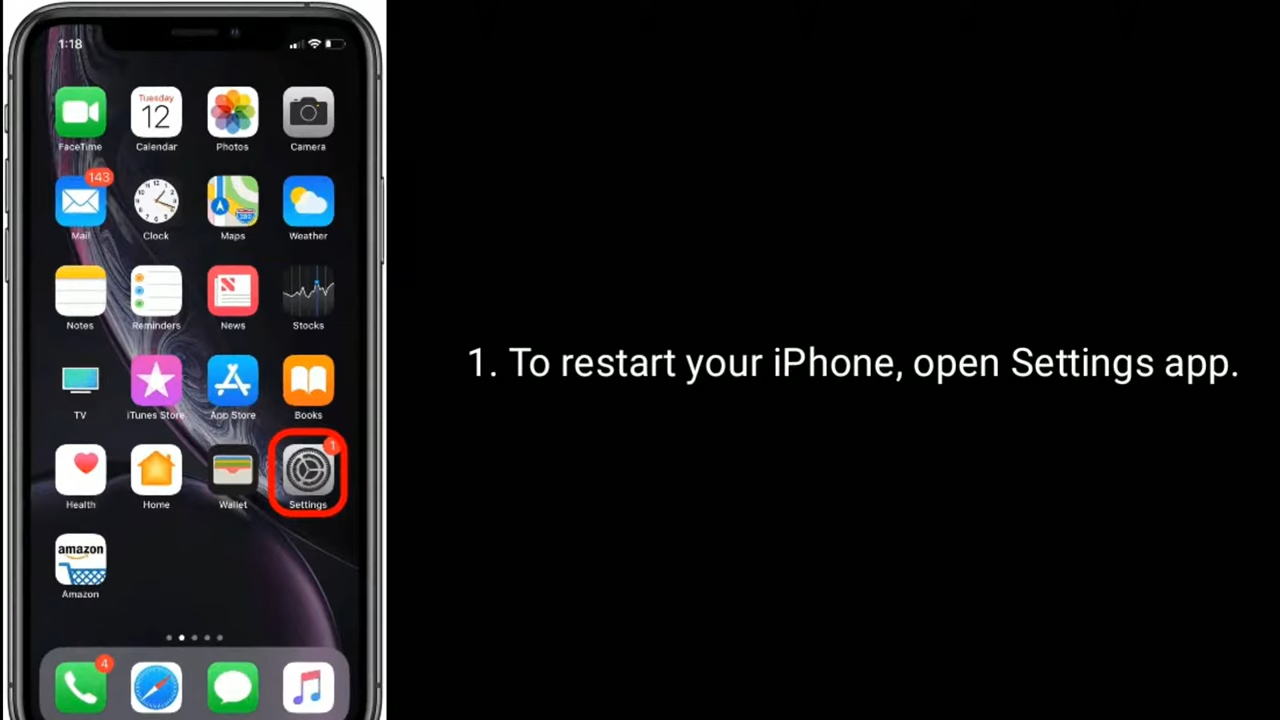 1:18
Tuesday
12
FaceTime Calendar Photos Camera
143
Mail Clock Maps Weather
Notes Reminders News Stocks
TV iTunes Store App Store Books
1
Health Home Wallet Settings
amazon
Amazon
4
1. To restart your iPhone, open Settings app.